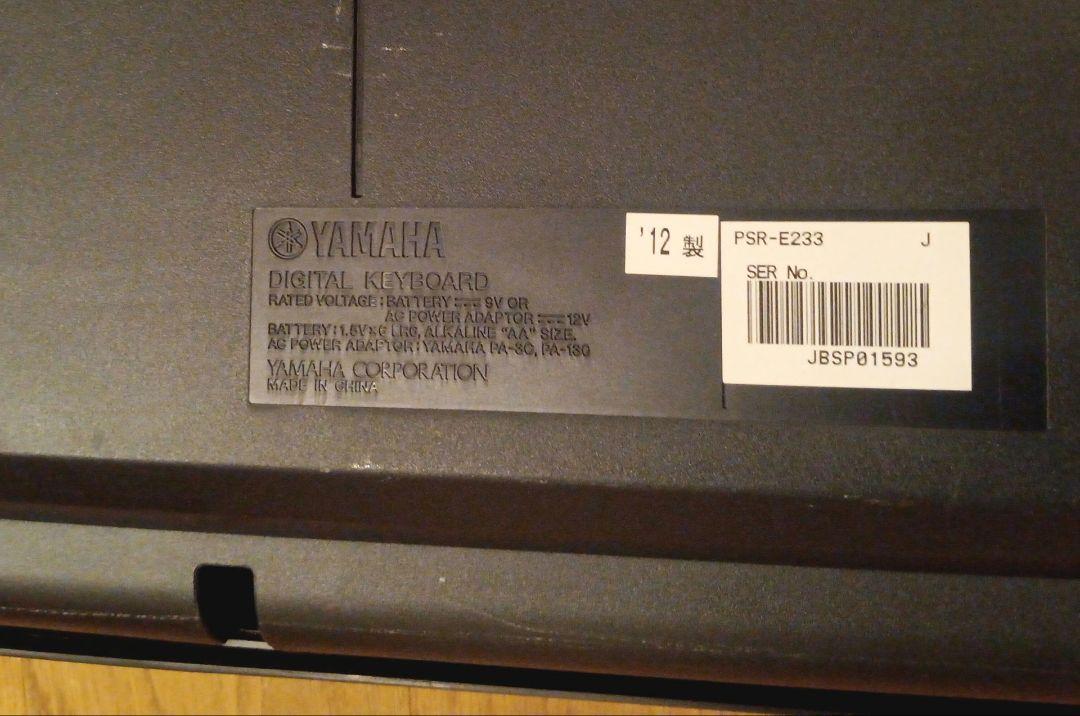 YAMAHA
DIGITAL KEYBOARD
RATED VOLTAGE : BATTERY ⎓ 9V OR
AC POWER ADAPTOR ⎓ 12V
BATTERY : 1.5V×6 LR6, ALKALINE "AA" SIZE.
AC POWER ADAPTOR : YAMAHA PA-3C, PA-130
YAMAHA CORPORATION
MADE IN CHINA
'12 製
PSR-E233 J
SER No.
JBSP01593